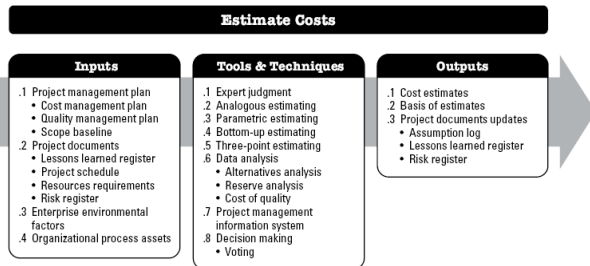 Estimate Costs
Inputs
.1 Project management plan
• Cost management plan
• Quality management plan
• Scope baseline
.2 Project documents
• Lessons learned register
• Project schedule
• Resources requirements
• Risk register
.3 Enterprise environmental
factors
.4 Organizational process assets
Tools & Techniques
.1 Expert judgment
.2 Analogous estimating
.3 Parametric estimating
.4 Bottom-up estimating
.5 Three-point estimating
.6 Data analysis
• Alternatives analysis
• Reserve analysis
• Cost of quality
.7 Project management
information system
.8 Decision making
• Voting
Outputs
.1 Cost estimates
.2 Basis of estimates
.3 Project documents updates
• Assumption log
• Lessons learned register
• Risk register